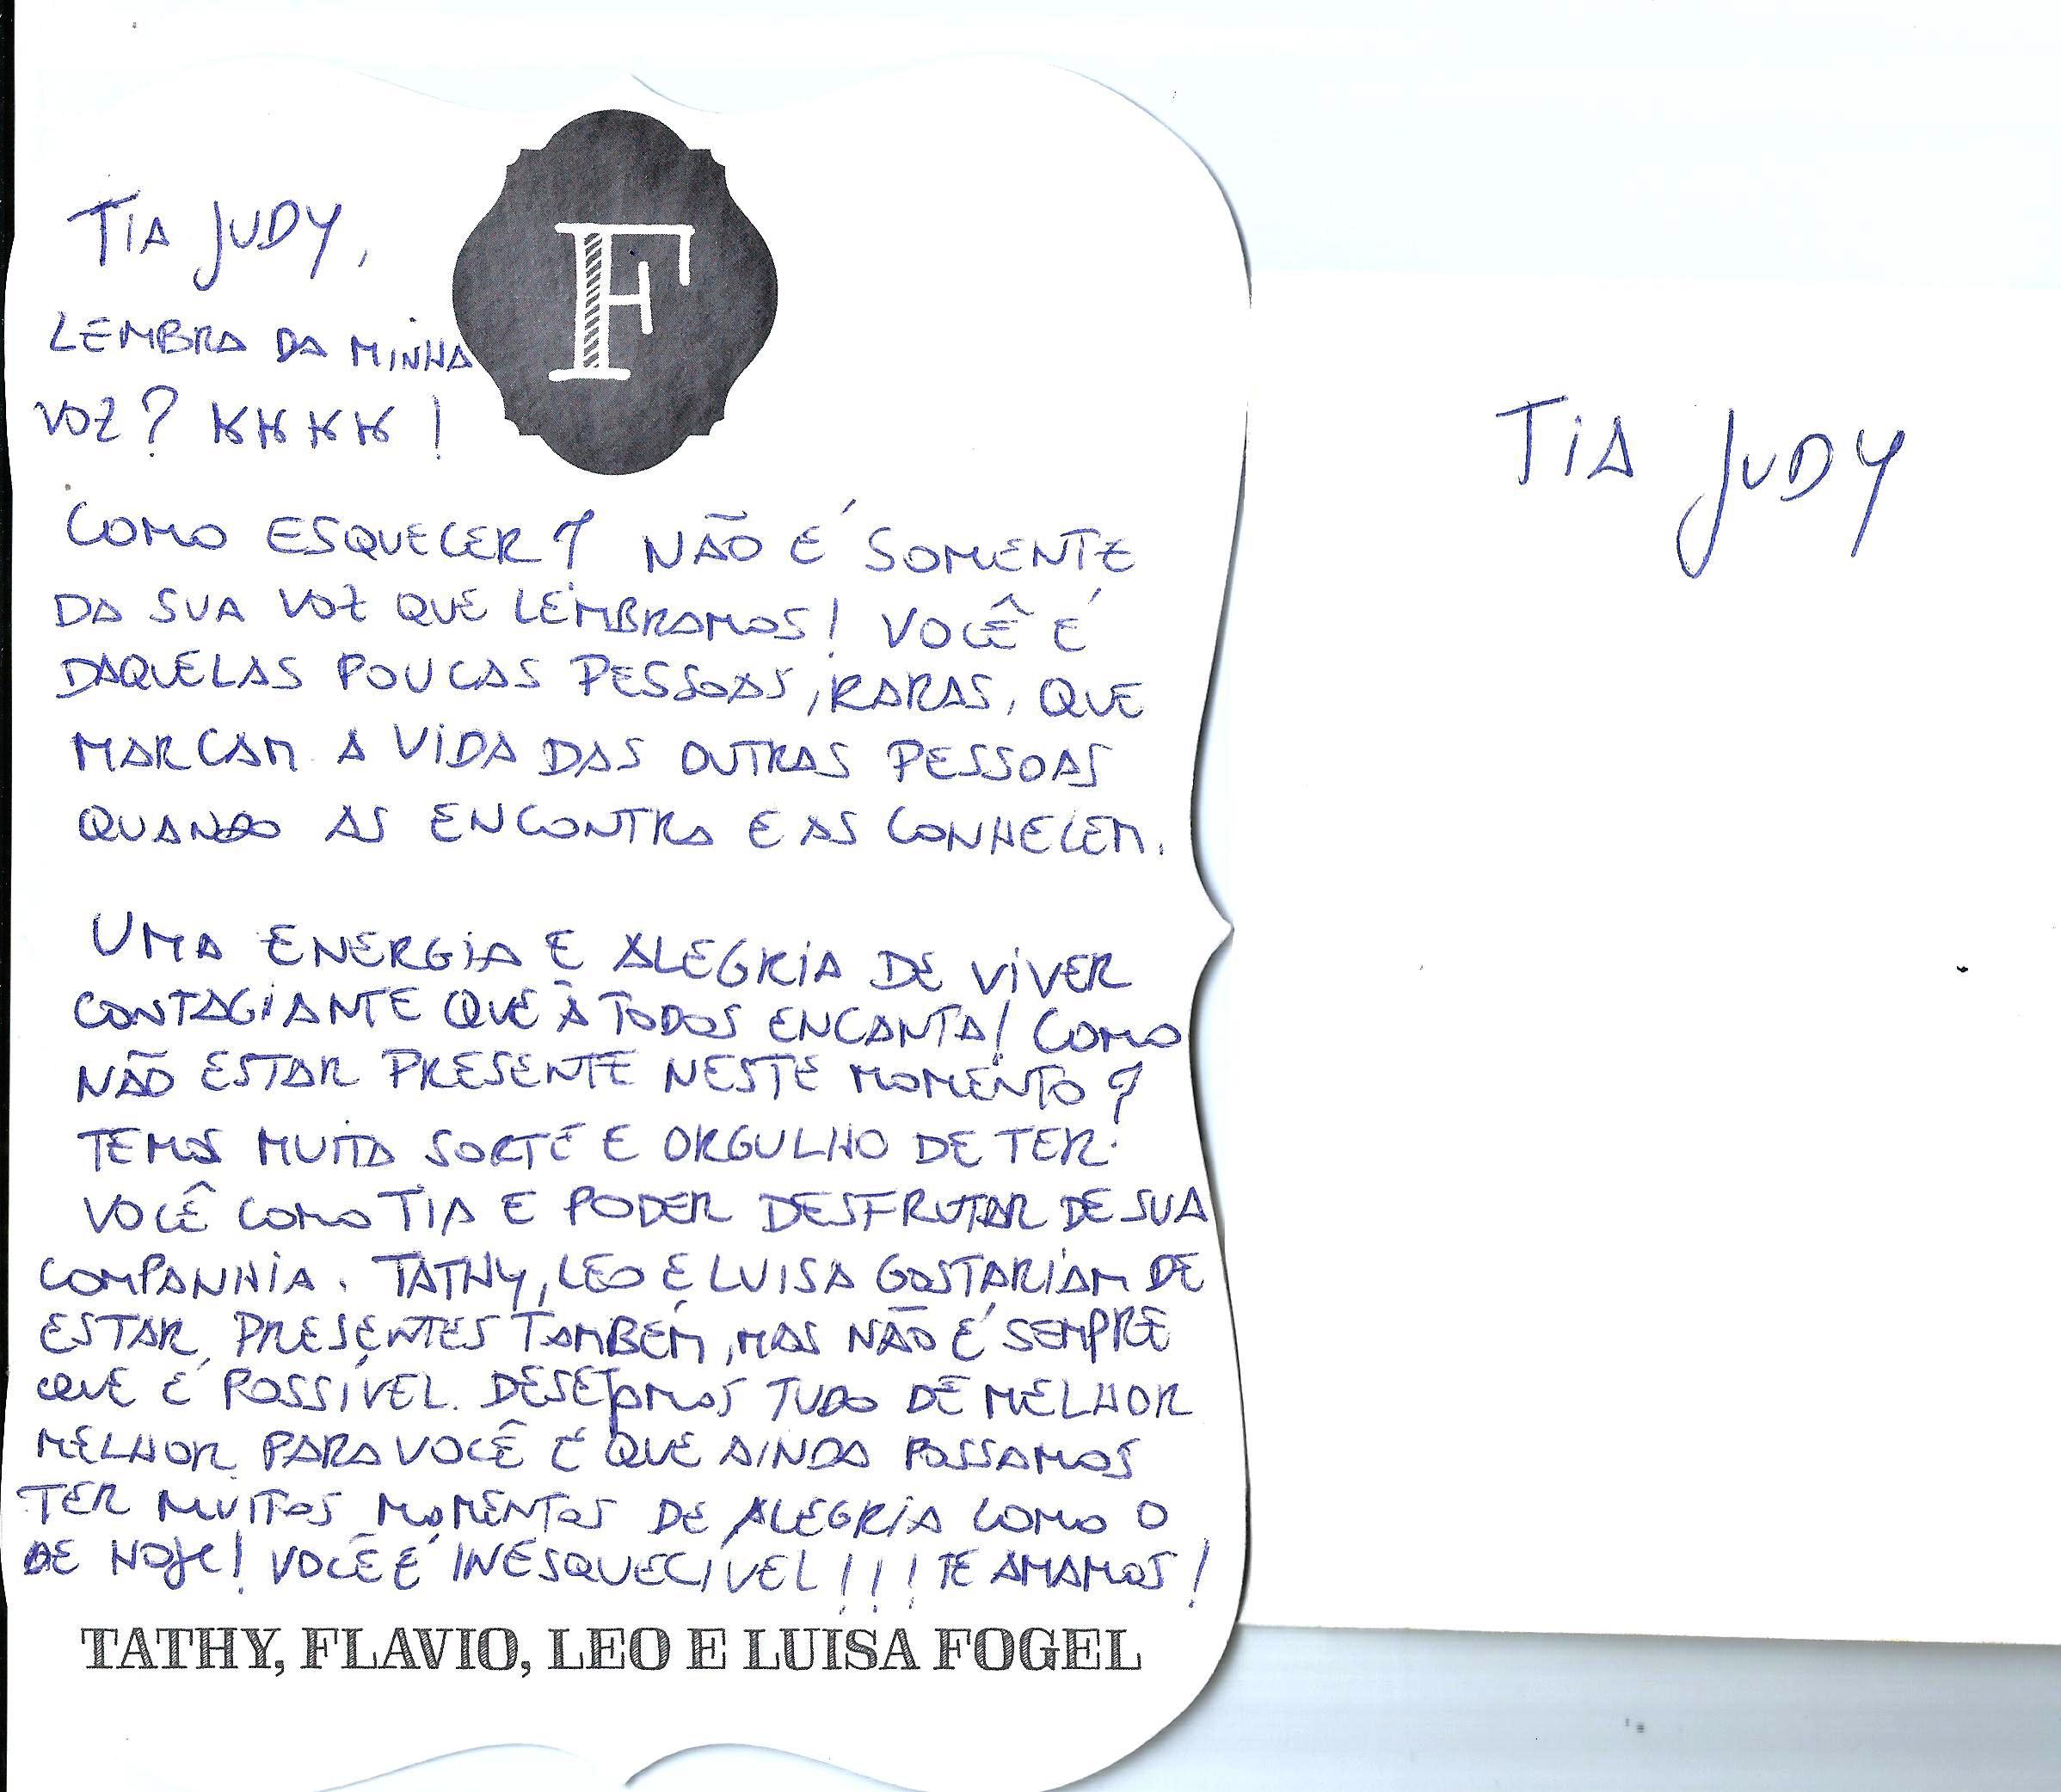 F
TIA JUDY,
LEMBRA DA MINHA
VOZ? KKKK!
COMO ESQUECER? NÃO É SOMENTE
DA SUA VOZ QUE LEMBRAMOS! VOCÊ É
DAQUELAS POUCAS PESSOAS, RARAS, QUE
MARCAM A VIDA DAS OUTRAS PESSOAS
QUANDO AS ENCONTRA E AS CONHECEM.
UMA ENERGIA E ALEGRIA DE VIVER
CONTAGIANTE QUE À TODOS ENCANTA! COMO
NÃO ESTAR PRESENTE NESTE MOMENTO?
TEMOS MUITA SORTE E ORGULHO DE TER
VOCÊ COMO TIA E PODER DESFRUTAR DE SUA
COMPANHIA. TATHY, LEO E LUISA GOSTARIAM DE
ESTAR PRESENTES TAMBÉM, MAS NÃO É SEMPRE
QUE É POSSÍVEL. DESEJAMOS TUDO DE MELHOR
MELHOR PARA VOCÊ E QUE AINDA POSSAMOS
TER MUITOS MOMENTOS DE ALEGRIA COMO O
DE HOJE! VOCÊ É INESQUECÍVEL!!! TE AMAMOS!
TATHY, FLAVIO, LEO E LUISA FOGEL
TIA JUDY